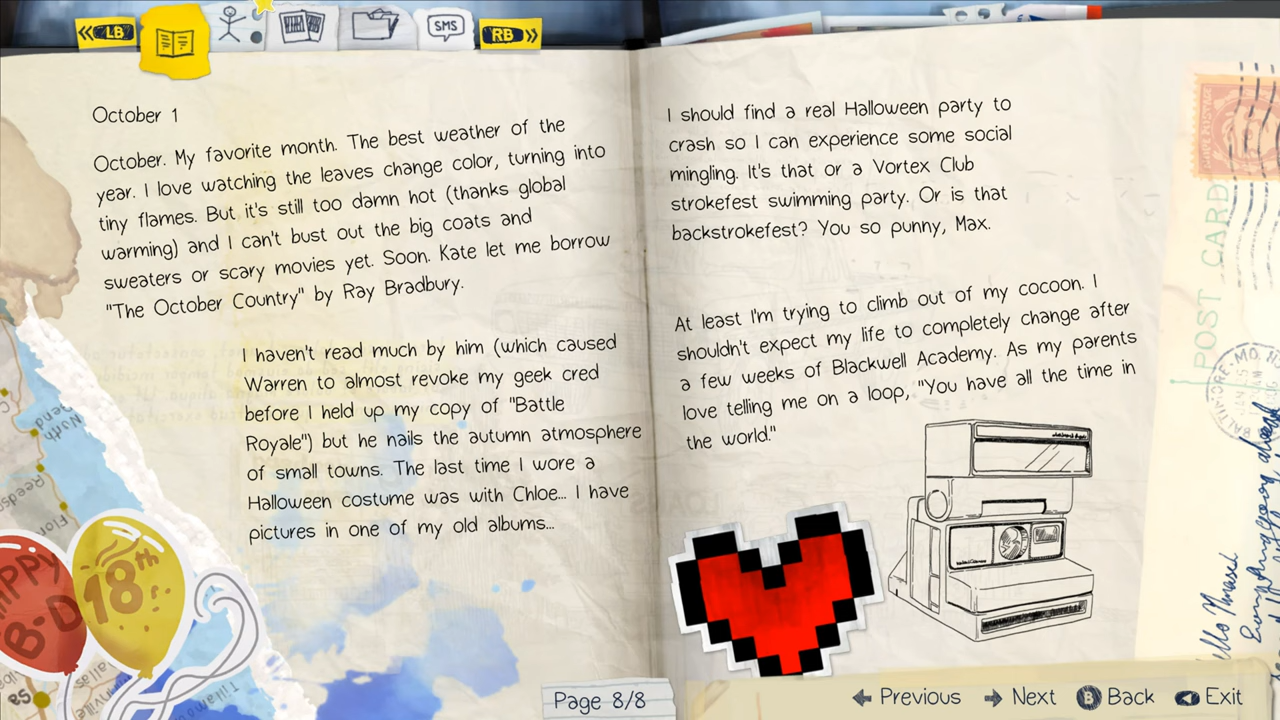 LB
SMS
RB
October 1
October. My favorite month. The best weather of the
year. I love watching the leaves change color, turning into
tiny flames. But it's still too damn hot (thanks global
warming) and I can't bust out the big coats and
sweaters or scary movies yet. Soon. Kate let me borrow
"The October Country" by Ray Bradbury.
I haven't read much by him (which caused
Warren to almost revoke my geek cred
before I held up my copy of "Battle
Royale") but he nails the autumn atmosphere
of small towns. The last time I wore a
Halloween costume was with Chloe... I have
pictures in one of my old albums...
I should find a real Halloween party to
crash so I can experience some social
mingling. It's that or a Vortex Club
strokefest swimming party. Or is that
backstrokefest? You so punny, Max.
At least I'm trying to climb out of my cocoon. I
shouldn't expect my life to completely change after
a few weeks of Blackwell Academy. As my parents
love telling me on a loop, "You have all the time in
the world."
POST CARD
North
Bend
18th
B-D
Page 8/8
Previous
Next
B Back
Exit